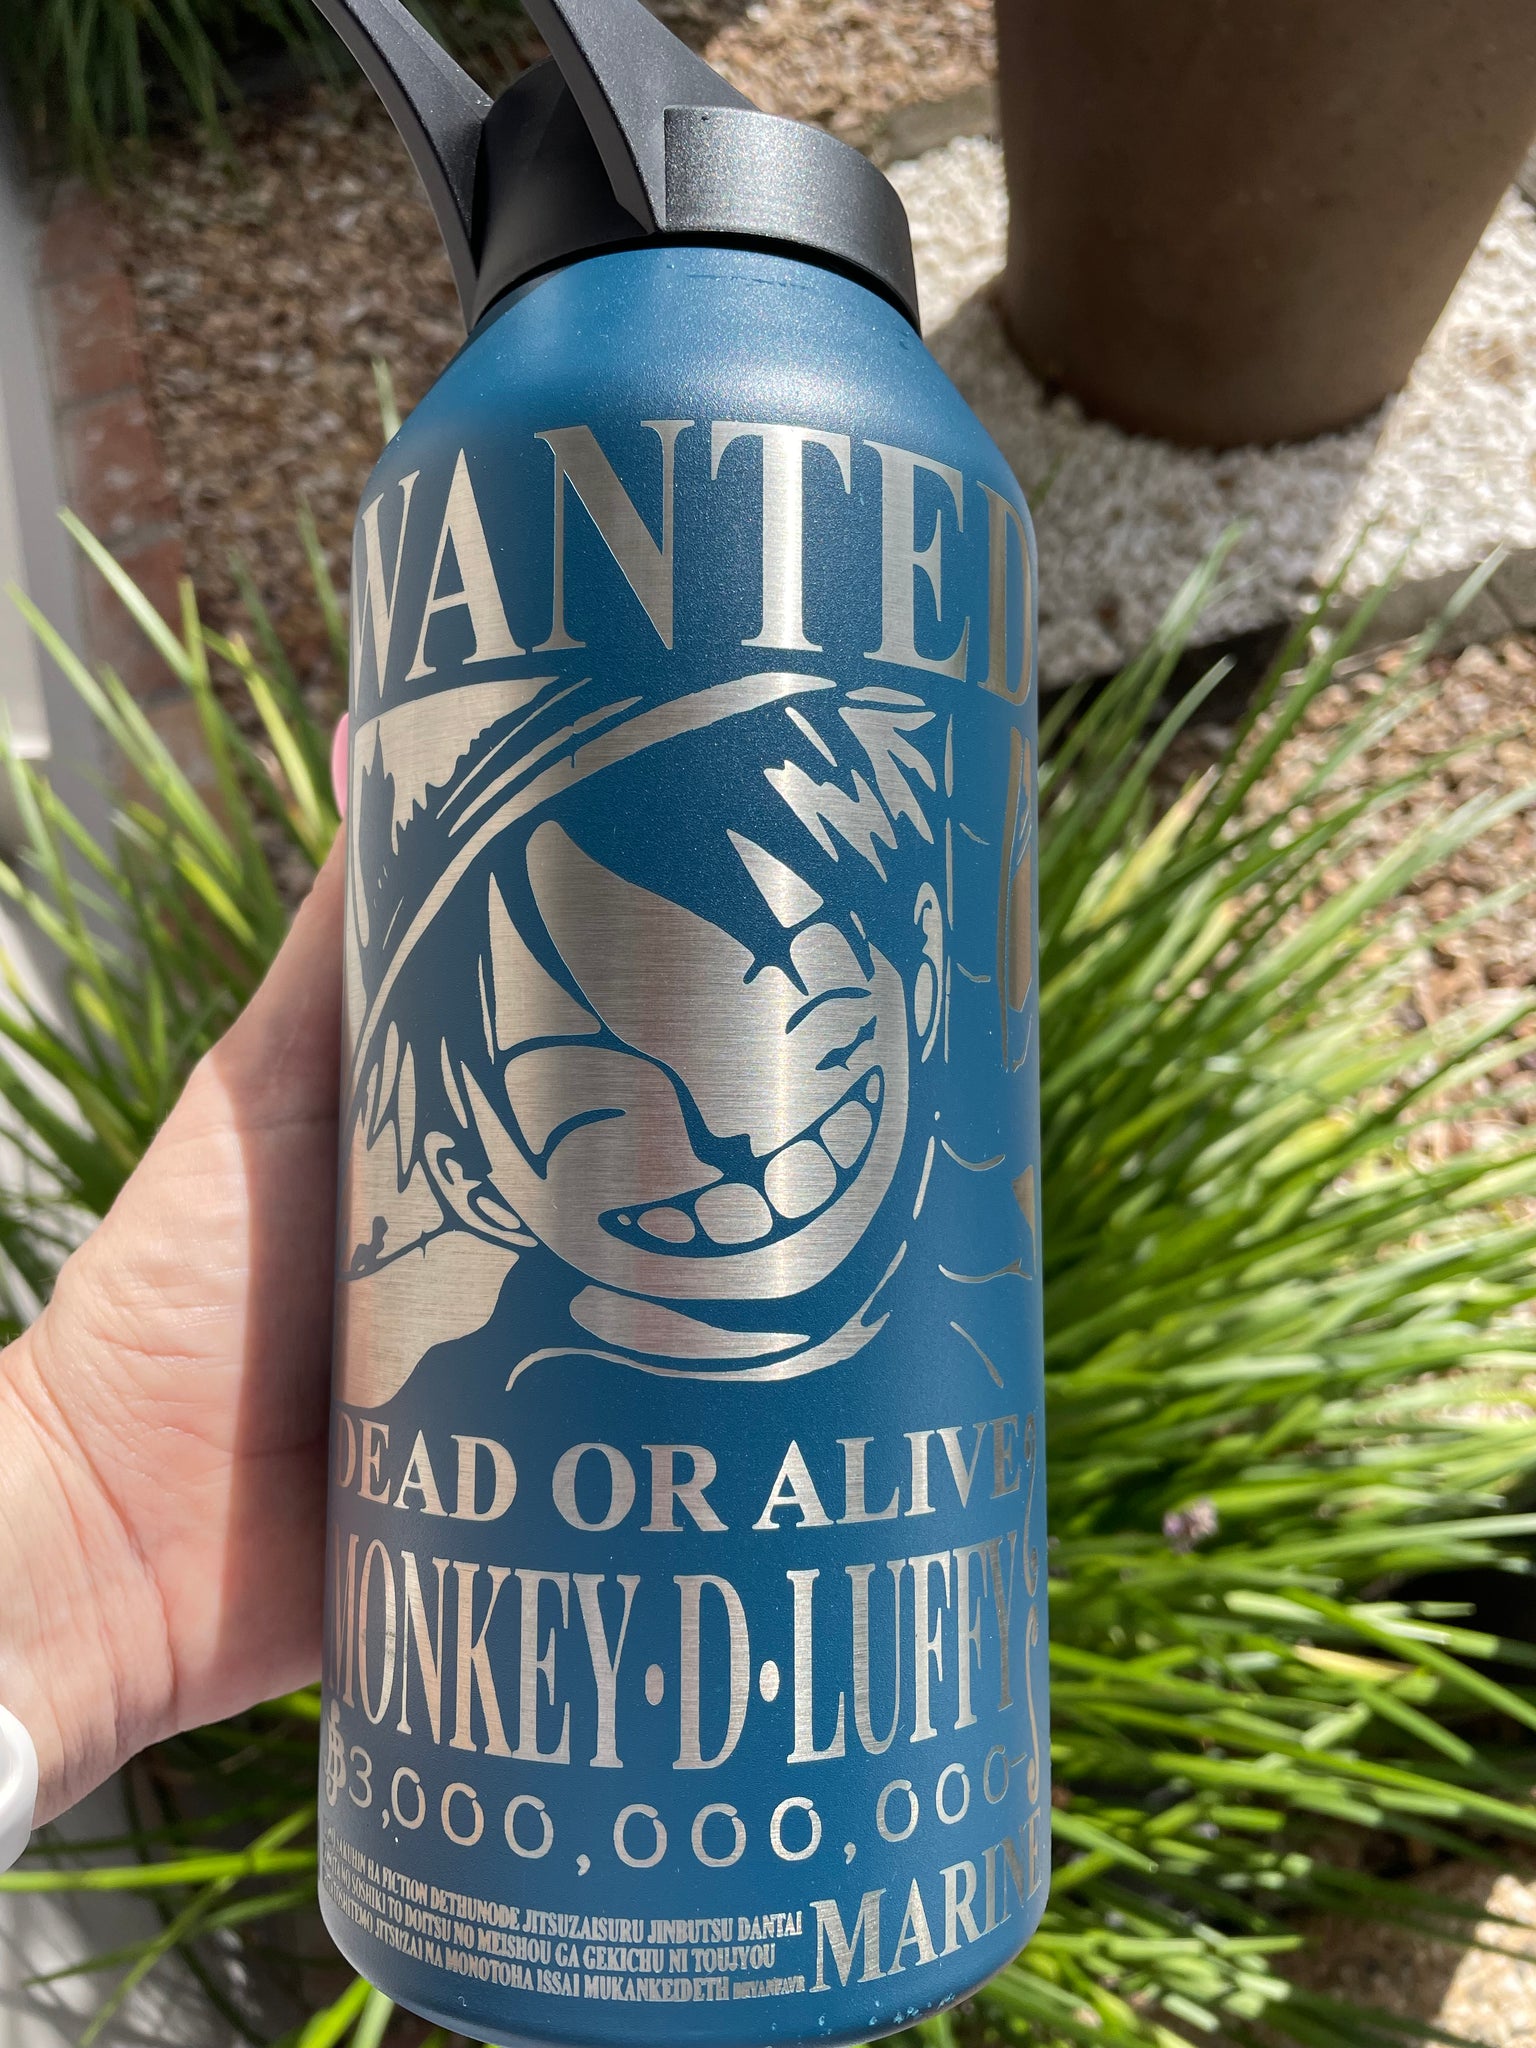 WANTED
DEAD OR ALIVE
MONKEY•D•LUFFY
฿3,000,000,000-
SAKUHIN HA FICTION DETHUNODE JITSUZAISURU JINBUTSU DANTAI
NO SOSHIKI TO DOITSU NO MEISHOU GA GEKICHU NI TOUJYOU
JITSUZAI NA MONOTOHA ISSAI MUKANKEIDETH
MARINE